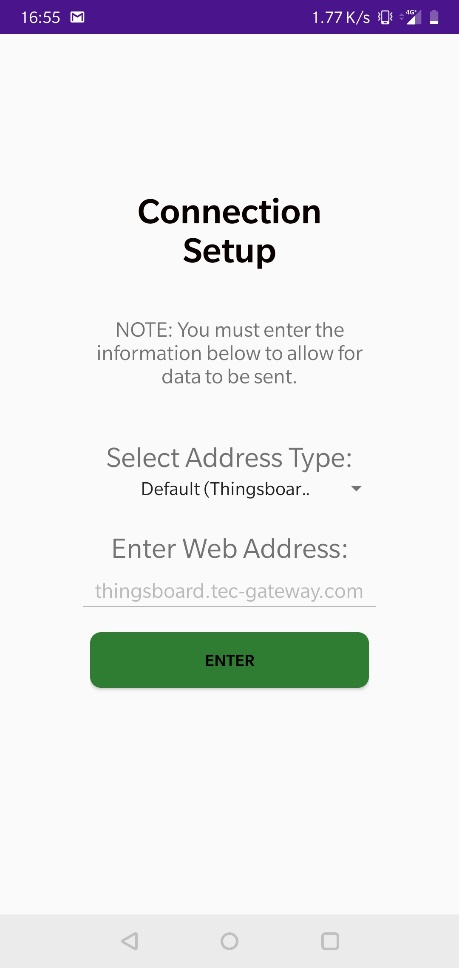 16:55
1.77 K/s
4G+
Connection
Setup
NOTE: You must enter the
information below to allow for
data to be sent.
Select Address Type:
Default (Thingsboar..
Enter Web Address:
thingsboard.tec-gateway.com
ENTER